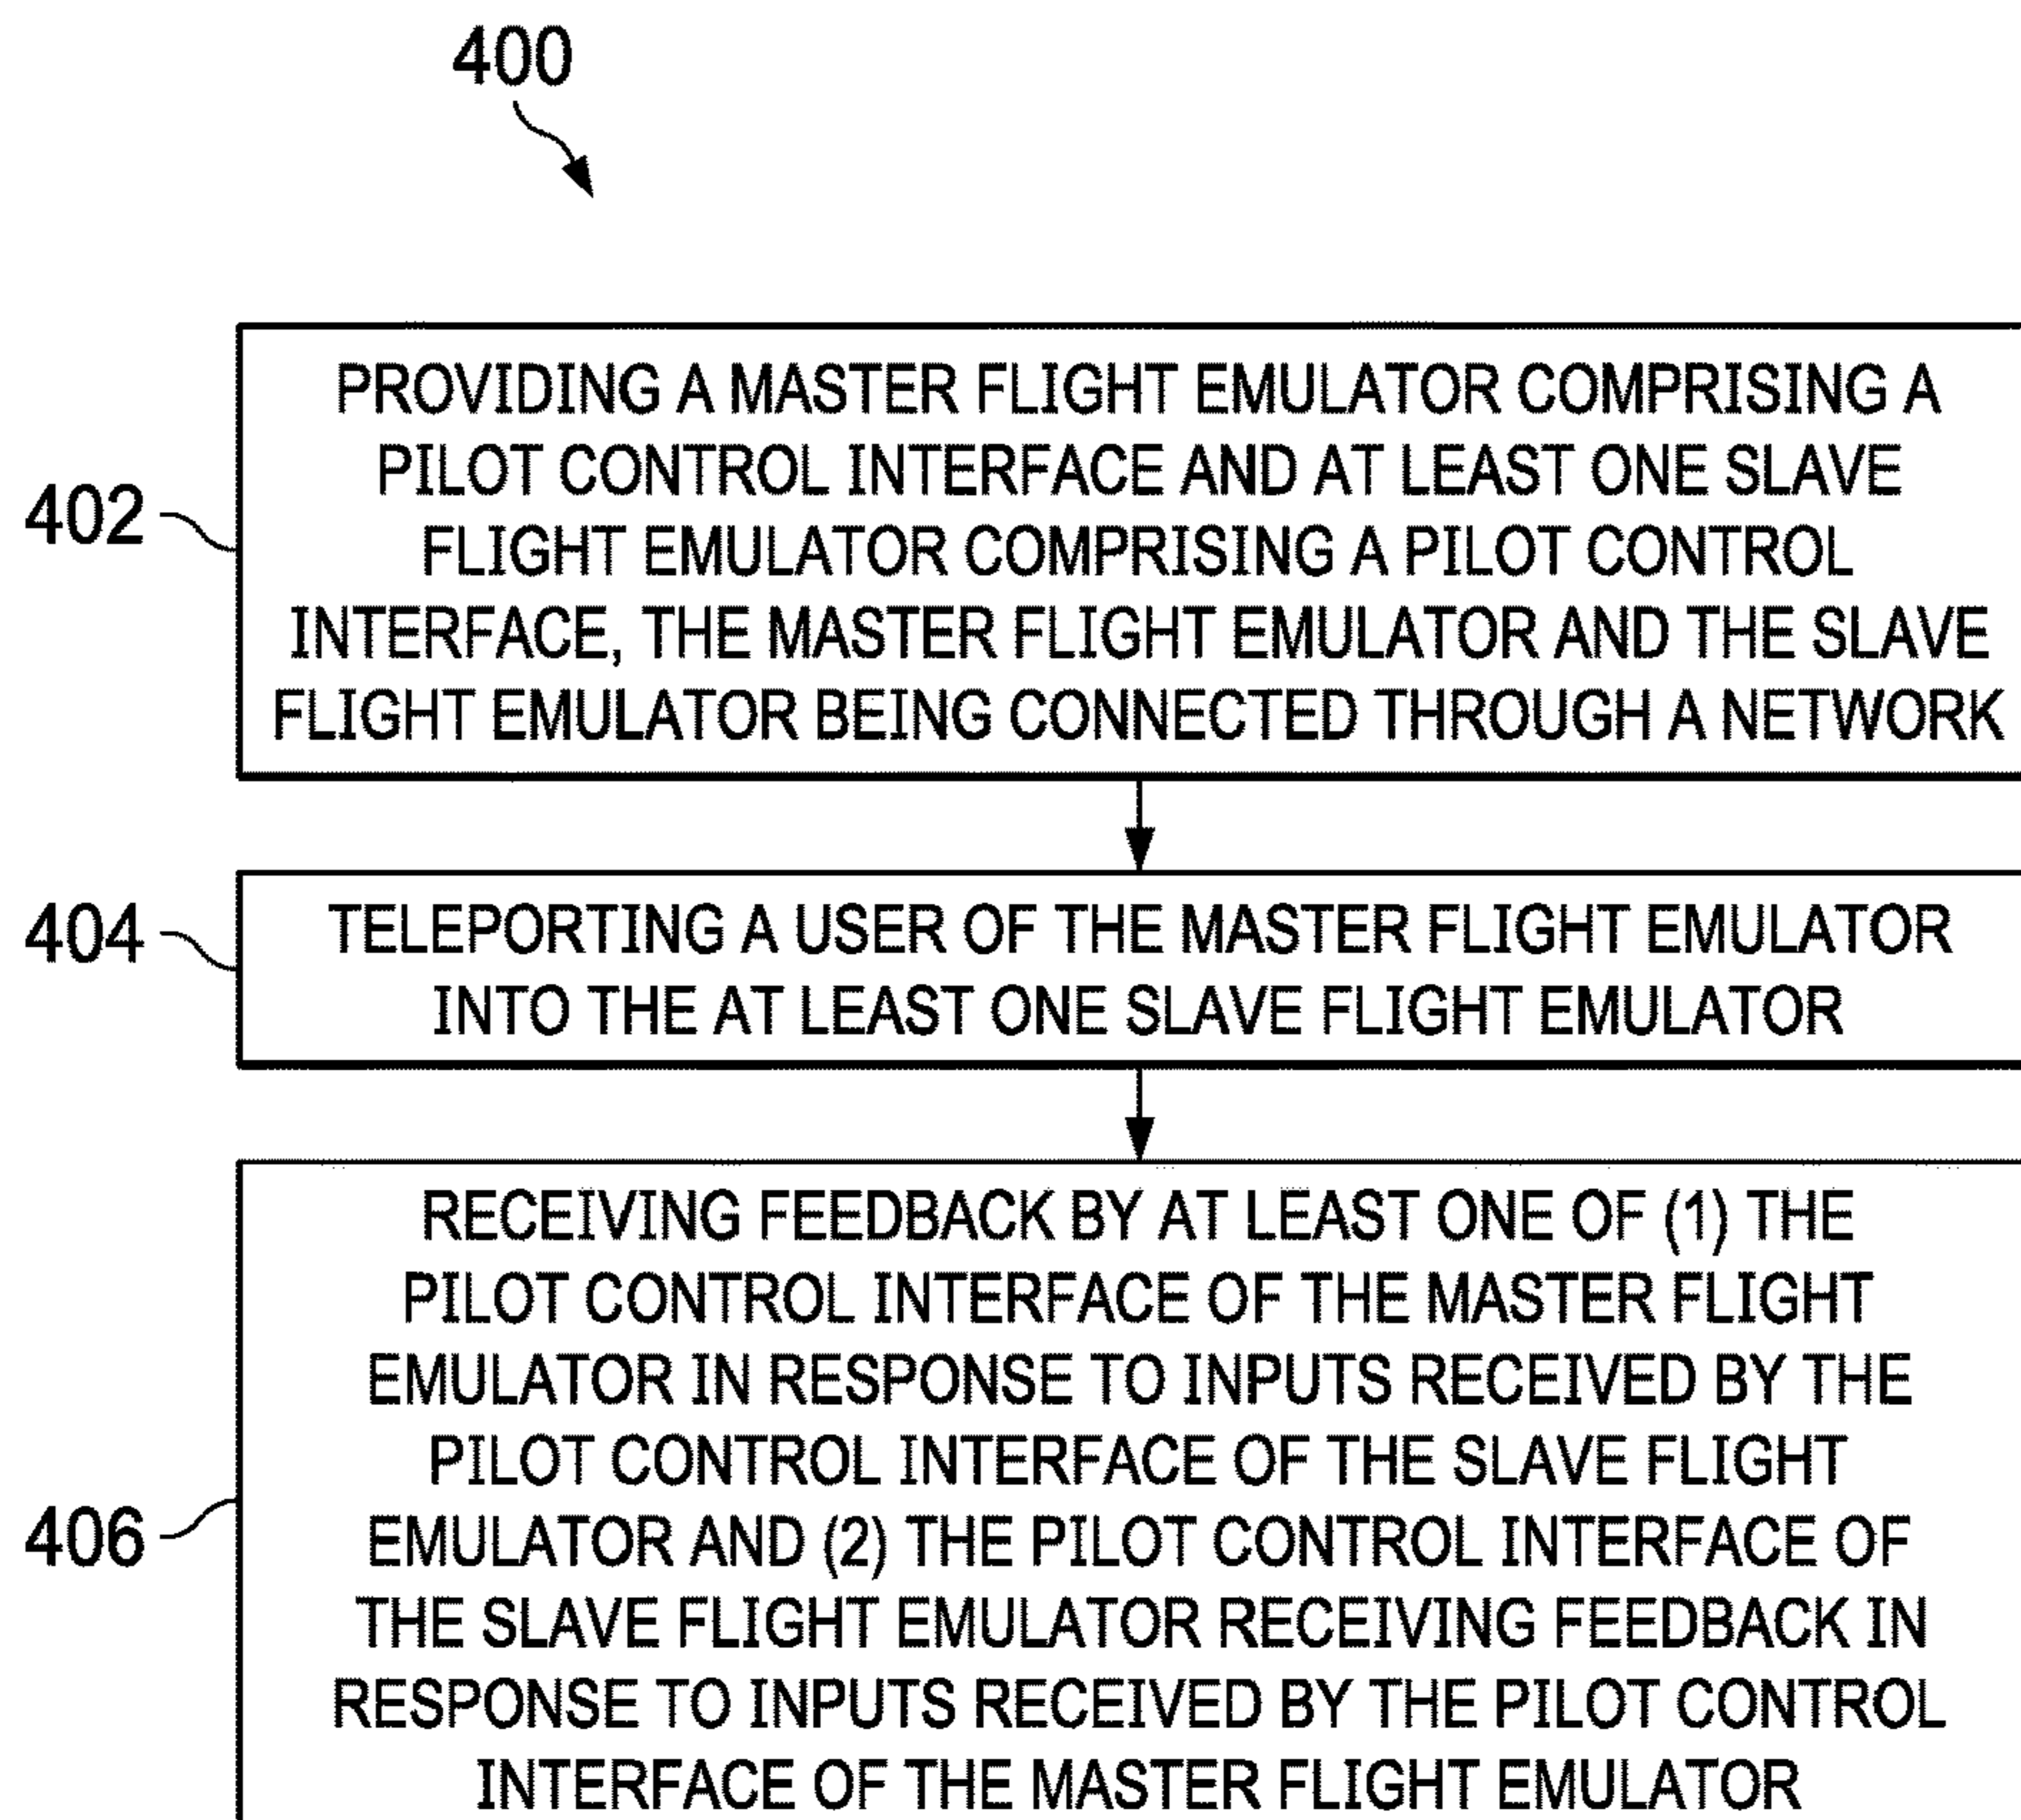 400
402
PROVIDING A MASTER FLIGHT EMULATOR COMPRISING A
PILOT CONTROL INTERFACE AND AT LEAST ONE SLAVE
FLIGHT EMULATOR COMPRISING A PILOT CONTROL
INTERFACE, THE MASTER FLIGHT EMULATOR AND THE SLAVE
FLIGHT EMULATOR BEING CONNECTED THROUGH A NETWORK
404
TELEPORTING A USER OF THE MASTER FLIGHT EMULATOR
INTO THE AT LEAST ONE SLAVE FLIGHT EMULATOR
406
RECEIVING FEEDBACK BY AT LEAST ONE OF (1) THE
PILOT CONTROL INTERFACE OF THE MASTER FLIGHT
EMULATOR IN RESPONSE TO INPUTS RECEIVED BY THE
PILOT CONTROL INTERFACE OF THE SLAVE FLIGHT
EMULATOR AND (2) THE PILOT CONTROL INTERFACE OF
THE SLAVE FLIGHT EMULATOR RECEIVING FEEDBACK IN
RESPONSE TO INPUTS RECEIVED BY THE PILOT CONTROL
INTERFACE OF THE MASTER FLIGHT EMULATOR